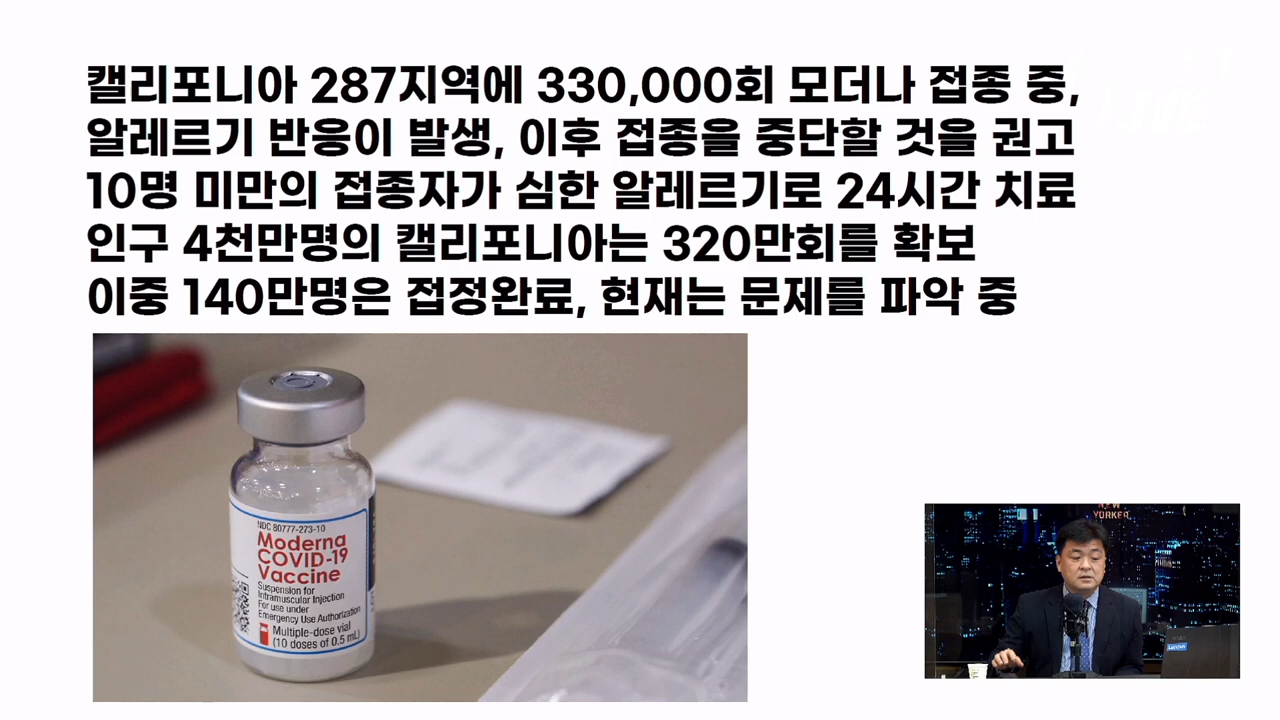 캘리포니아 287지역에 330,000회 모더나 접종 중,
알레르기 반응이 발생, 이후 접종을 중단할 것을 권고
10명 미만의 접종자가 심한 알레르기로 24시간 치료
인구 4천만명의 캘리포니아는 320만회를 확보
이중 140만명은 접정완료, 현재는 문제를 파악 중
LIVE
NDC 80777-273-10
Moderna
COVID-19
Vaccine
Suspension for
Intramuscular Injection
For use under
Emergency Use Authorization
Multiple-dose vial
(10 doses of 0.5 mL)
NEW
YORKER
Lenovo